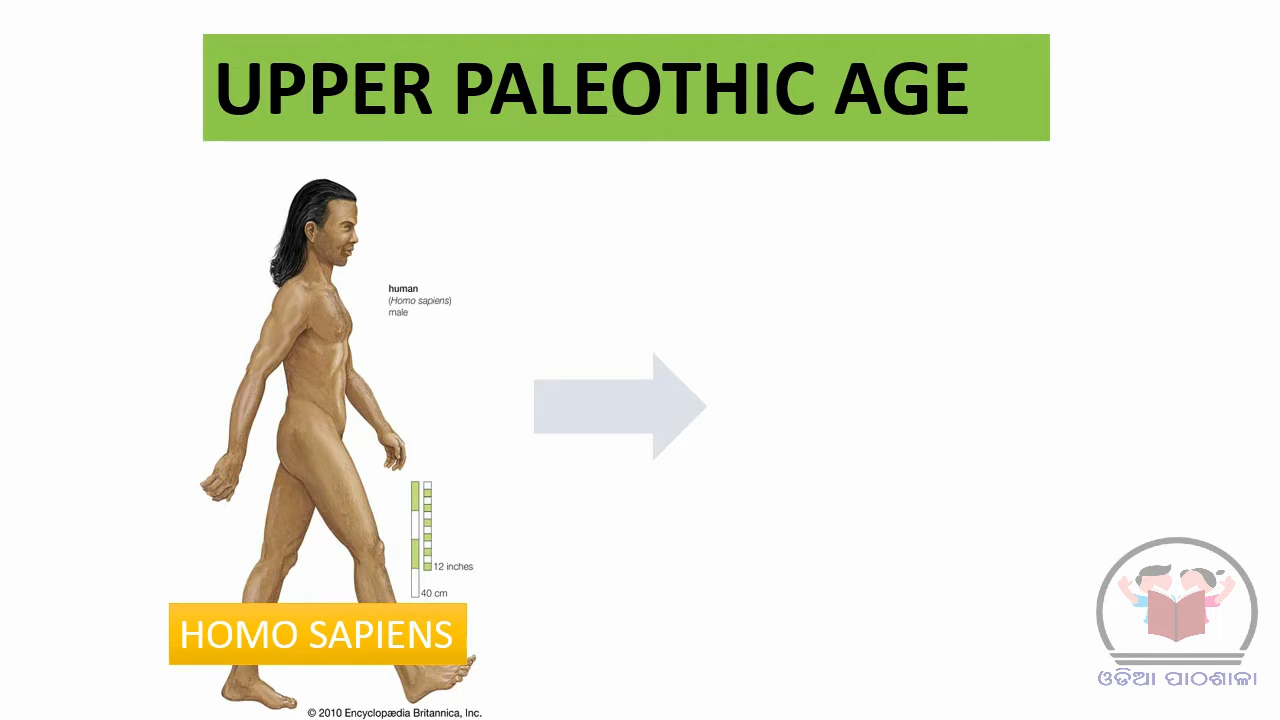 UPPER PALEOTHIC AGE
human
(Homo sapiens)
male
12 inches
40 cm
HOMO SAPIENS
ଓଡିଆ ପାଠଶାଳା
© 2010 Encyclopædia Britannica, Inc.